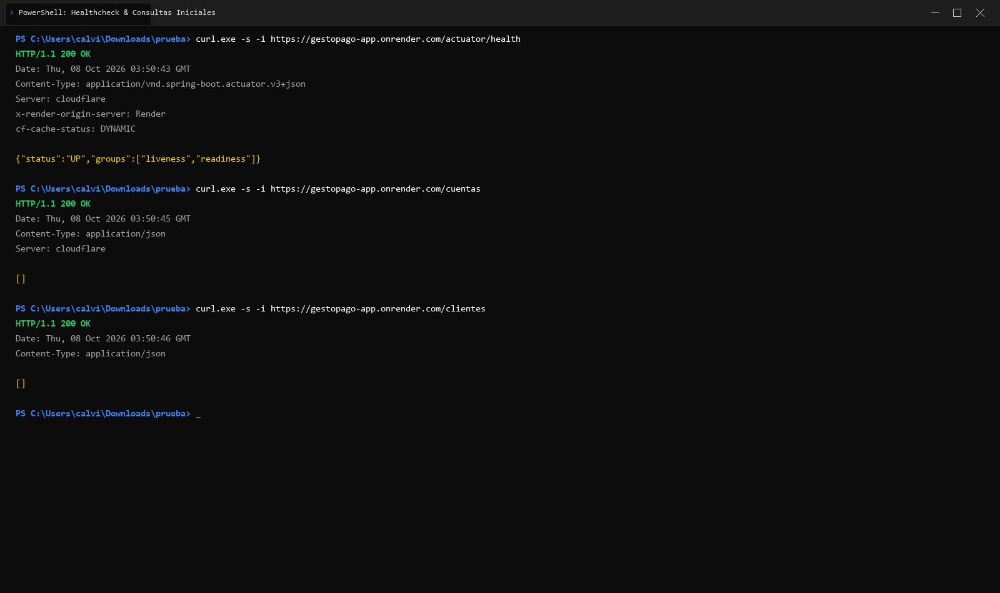 > PowerShell: Healthcheck & Consultas Iniciales
PS C:\Users\calvi\Downloads\prueba> curl.exe -s -i https://gestopago-app.onrender.com/actuator/health
HTTP/1.1 200 OK
Date: Thu, 08 Oct 2026 03:50:43 GMT
Content-Type: application/vnd.spring-boot.actuator.v3+json
Server: cloudflare
x-render-origin-server: Render
cf-cache-status: DYNAMIC
{"status":"UP","groups":["liveness","readiness"]}
PS C:\Users\calvi\Downloads\prueba> curl.exe -s -i https://gestopago-app.onrender.com/cuentas
HTTP/1.1 200 OK
Date: Thu, 08 Oct 2026 03:50:45 GMT
Content-Type: application/json
Server: cloudflare
[]
PS C:\Users\calvi\Downloads\prueba> curl.exe -s -i https://gestopago-app.onrender.com/clientes
HTTP/1.1 200 OK
Date: Thu, 08 Oct 2026 03:50:46 GMT
Content-Type: application/json
[]
PS C:\Users\calvi\Downloads\prueba> _